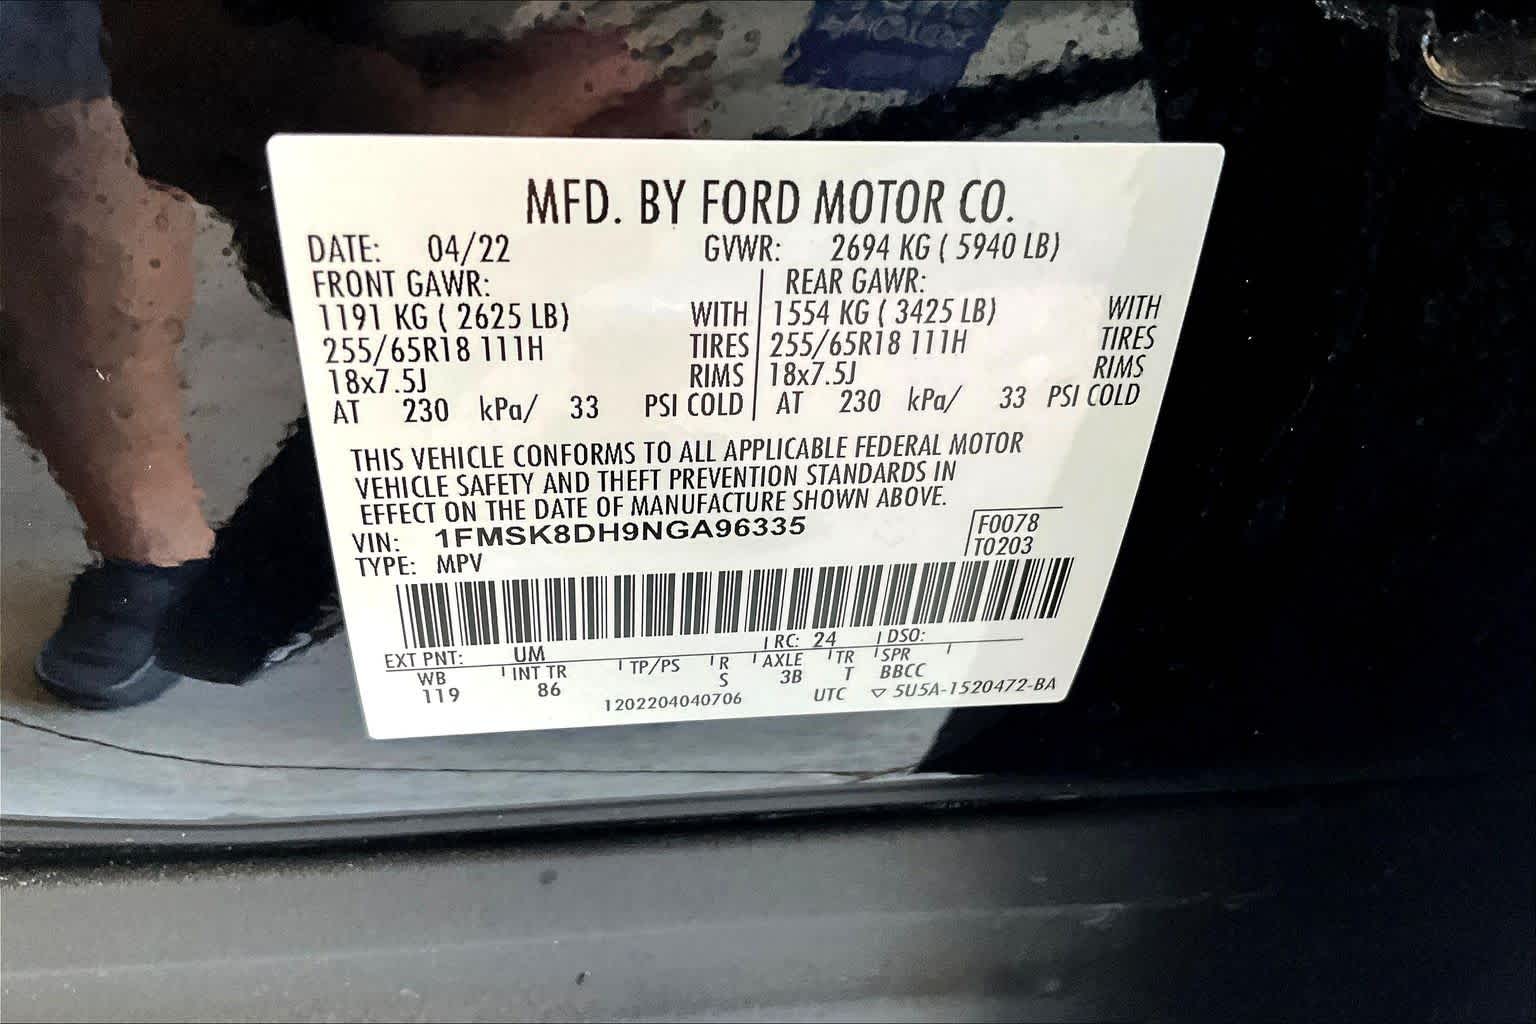 MFD. BY FORD MOTOR CO.
DATE: 04/22 GVWR: 2694 KG ( 5940 LB)
FRONT GAWR: REAR GAWR:
1191 KG ( 2625 LB) WITH 1554 KG ( 3425 LB) WITH
255/65R18 111H TIRES 255/65R18 111H TIRES
18x7.5J RIMS 18x7.5J RIMS
AT 230 kPa/ 33 PSI COLD AT 230 kPa/ 33 PSI COLD
THIS VEHICLE CONFORMS TO ALL APPLICABLE FEDERAL MOTOR
VEHICLE SAFETY AND THEFT PREVENTION STANDARDS IN
EFFECT ON THE DATE OF MANUFACTURE SHOWN ABOVE.
VIN: 1FMSK8DH9NGA96335 F0078
TYPE: MPV T0203
EXT PNT: UM RC: 24 DSO:
WB INT TR TP/PS R AXLE TR SPR
119 86 S 3B T BBCC
1202204040706 UTC ▽ 5U5A-1520472-BA